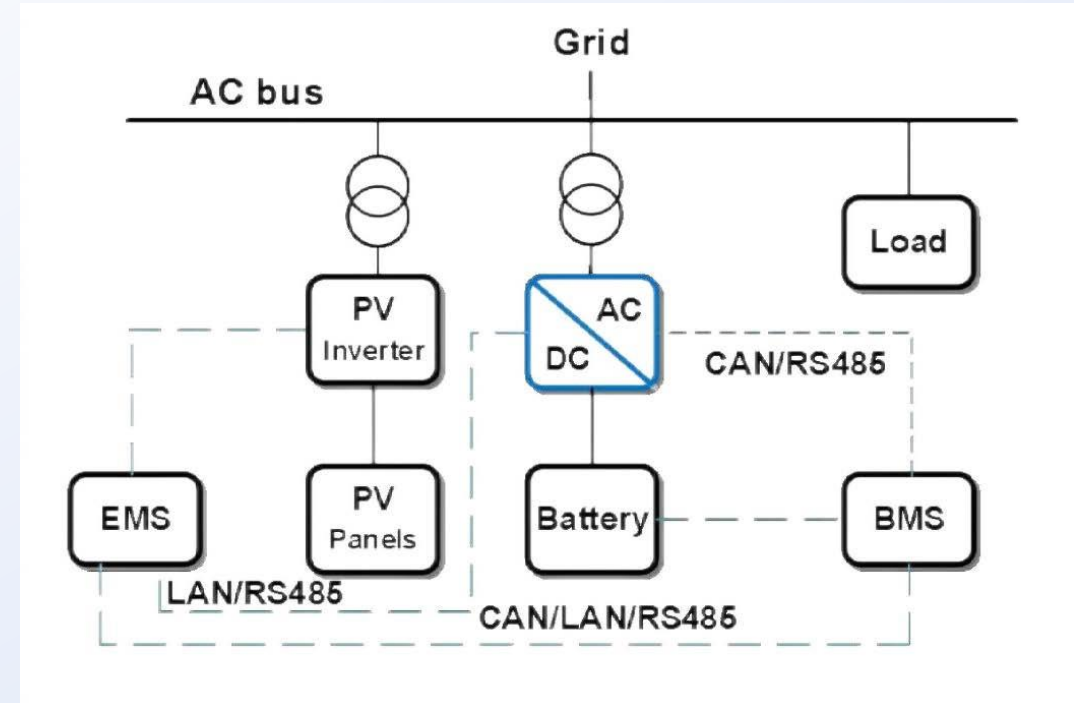 Grid
AC bus
Load
PV
Inverter
AC
DC
CAN/RS485
EMS
PV
Panels
Battery
BMS
LAN/RS485
CAN/LAN/RS485